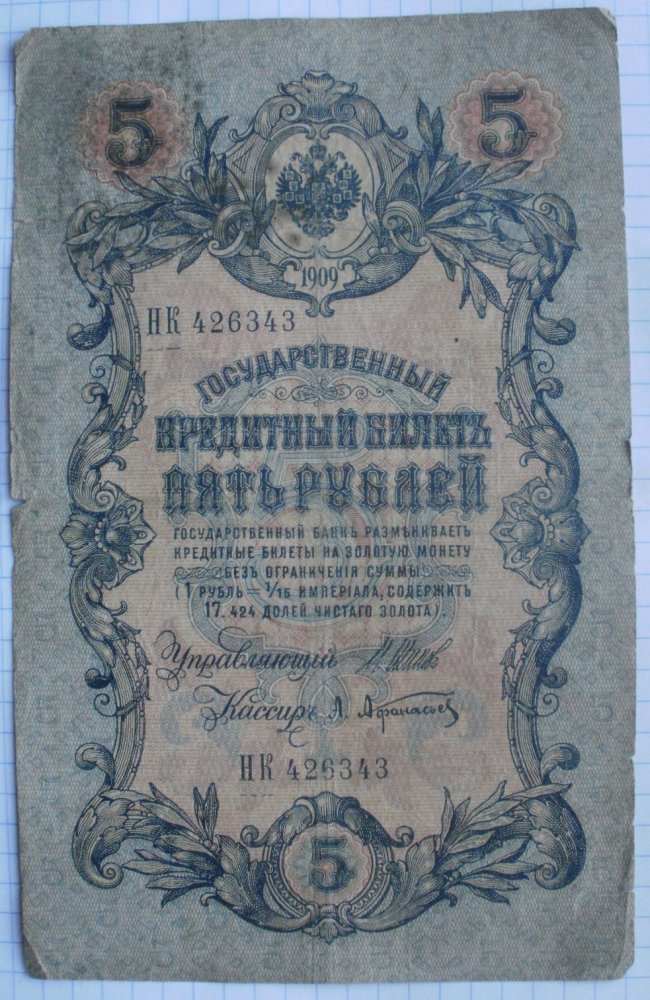 5 5
1909
НК 426343
ГОСУДАРСТВЕННЫЙ
КРЕДИТНЫЙ БИЛЕТЪ
ПЯТЬ РУБЛЕЙ
ГОСУДАРСТВЕННЫЙ БАНКЪ РАЗМѢНИВАЕТЪ
КРЕДИТНЫЕ БИЛЕТЫ НА ЗОЛОТУЮ МОНЕТУ
БЕЗЪ ОГРАНИЧЕНІЯ СУММЫ
(1 РУБЛЬ = 1/15 ИМПЕРІАЛА, СОДЕРЖИТЪ
17. 424 ДОЛЕЙ ЧИСТАГО ЗОЛОТА).
Управляющій
Кассиръ А. Афанасьев
НК 426343
5